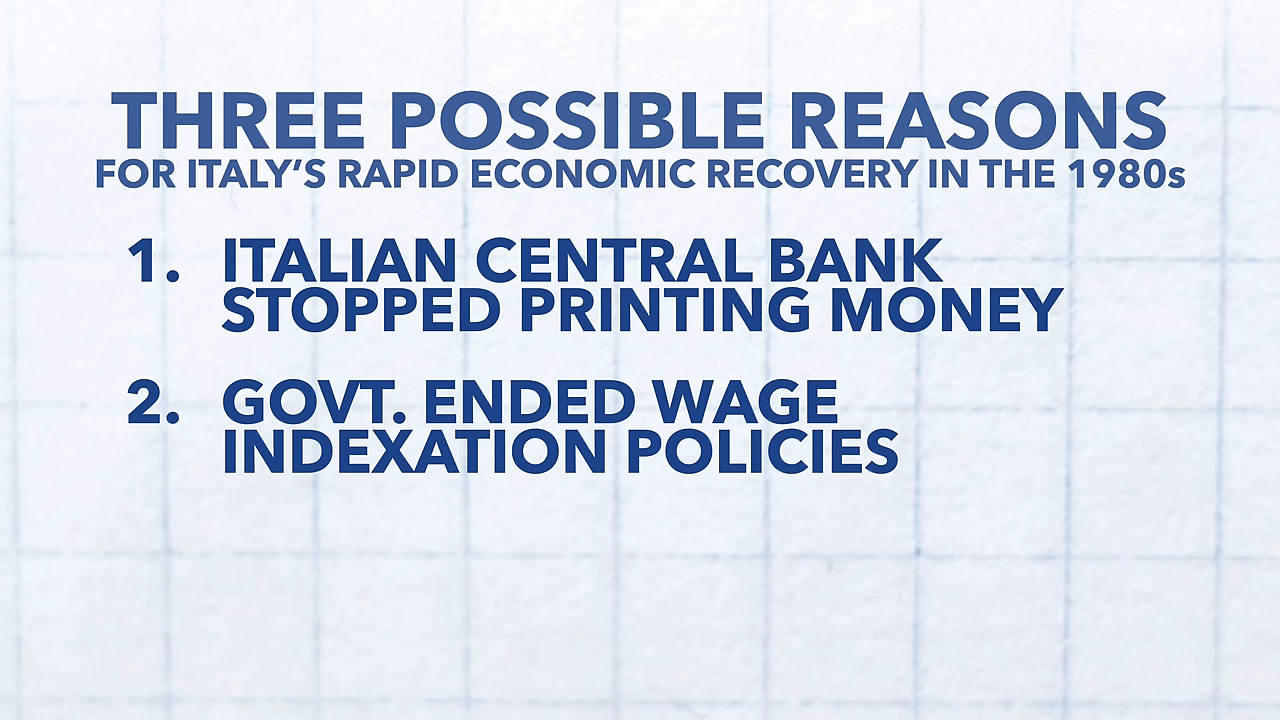 THREE POSSIBLE REASONS
FOR ITALY’S RAPID ECONOMIC RECOVERY IN THE 1980s
1. ITALIAN CENTRAL BANK
STOPPED PRINTING MONEY
2. GOVT. ENDED WAGE
INDEXATION POLICIES